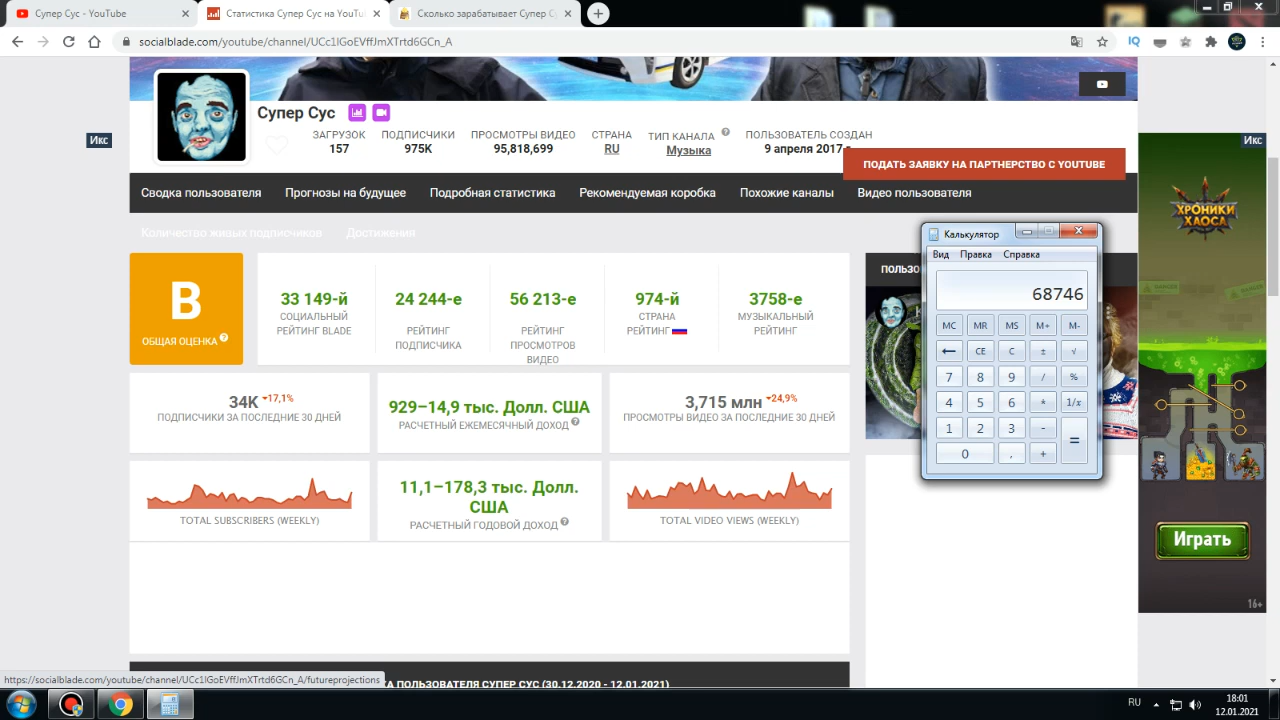 Супер Сус - YouTube
Статистика Супер Сус на YouTu
Сколько зарабатывает Супер С
socialblade.com/youtube/channel/UCc1lGoEVffJmXTrtd6GCn_A
IQ
Супер Сус
ЗАГРУЗОК
157
ПОДПИСЧИКИ
975K
ПРОСМОТРЫ ВИДЕО
95,818,699
СТРАНА
RU
ТИП КАНАЛА
Музыка
ПОЛЬЗОВАТЕЛЬ СОЗДАН
9 апреля 2017г.
ПОДАТЬ ЗАЯВКУ НА ПАРТНЕРСТВО С YOUTUBE
Икс
Икс
Сводка пользователя
Прогнозы на будущее
Подробная статистика
Рекомендуемая коробка
Похожие каналы
Видео пользователя
Количество живых подписчиков
Достижения
B
ОБЩАЯ ОЦЕНКА
33 149-й
СОЦИАЛЬНЫЙ
РЕЙТИНГ BLADE
24 244-е
РЕЙТИНГ
ПОДПИСЧИКА
56 213-е
РЕЙТИНГ
ПРОСМОТРОВ
ВИДЕО
974-й
СТРАНА
РЕЙТИНГ
3758-е
МУЗЫКАЛЬНЫЙ
РЕЙТИНГ
34K 17,1%
ПОДПИСЧИКИ ЗА ПОСЛЕДНИЕ 30 ДНЕЙ
929–14,9 тыс. Долл. США
РАСЧЕТНЫЙ ЕЖЕМЕСЯЧНЫЙ ДОХОД
3,715 млн 24,9%
ПРОСМОТРЫ ВИДЕО ЗА ПОСЛЕДНИЕ 30 ДНЕЙ
TOTAL SUBSCRIBERS (WEEKLY)
11,1–178,3 тыс. Долл.
США
РАСЧЕТНЫЙ ГОДОВОЙ ДОХОД
TOTAL VIDEO VIEWS (WEEKLY)
ПОЛЬЗО
Калькулятор
Вид Правка Справка
68746
MC MR MS M+ M-
← CE C ± √
7 8 9 / %
4 5 6 * 1/x
1 2 3 - =
0 , +
ХРОНИКИ
ХАОСА
Играть
16+
https://socialblade.com/youtube/channel/UCc1lGoEVffJmXTrtd6GCn_A/futureprojections
КА ПОЛЬЗОВАТЕЛЯ СУПЕР СУС (30.12.2020 - 12.01.2021)
RU
18:01
12.01.2021